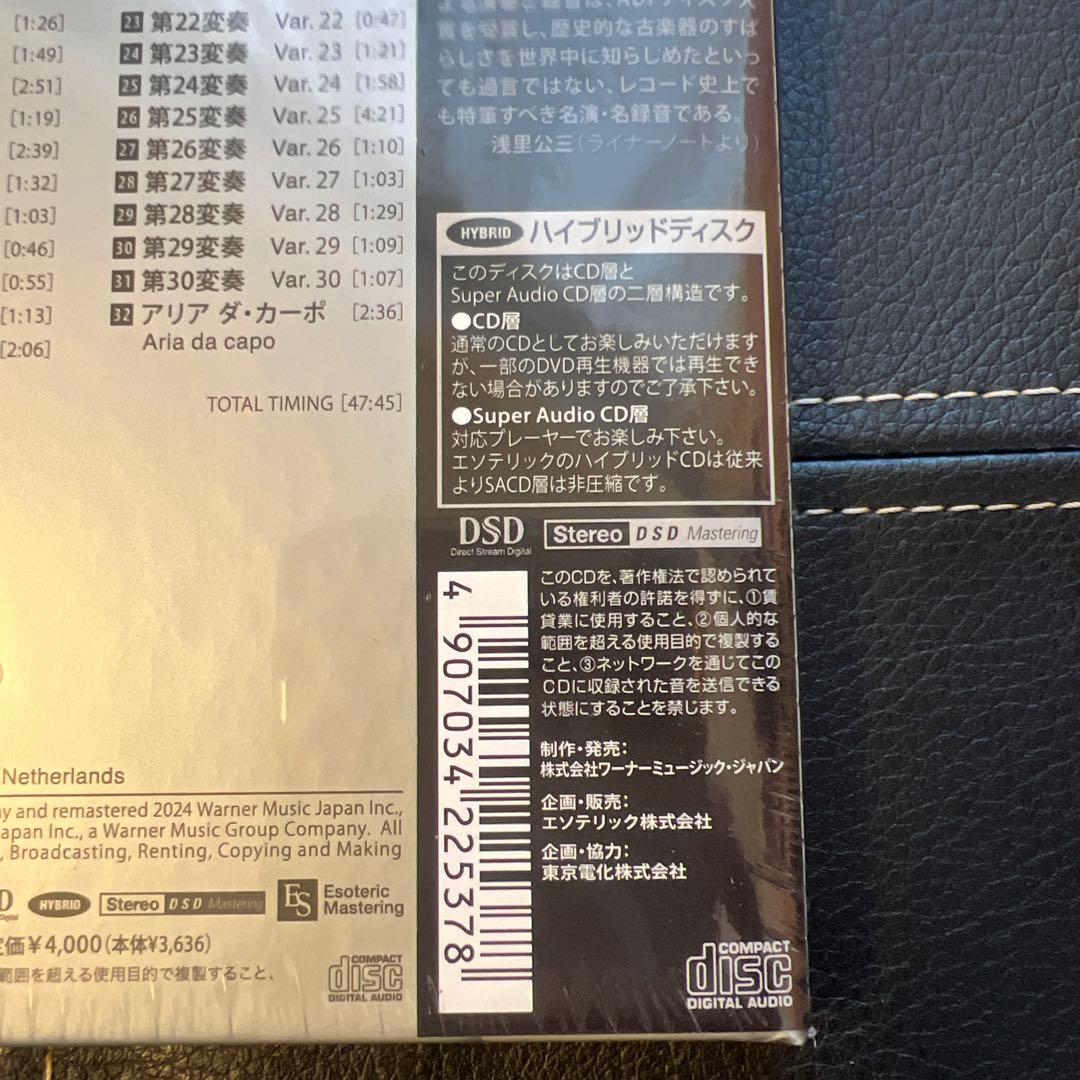 [1:26] 23 第22変奏 Var. 22 [0:47]
[1:49] 24 第23変奏 Var. 23 [1:21]
[2:51] 25 第24変奏 Var. 24 [1:58]
[1:19] 26 第25変奏 Var. 25 [4:21]
[2:39] 27 第26変奏 Var. 26 [1:10]
[1:32] 28 第27変奏 Var. 27 [1:03]
[1:03] 29 第28変奏 Var. 28 [1:29]
[0:46] 30 第29変奏 Var. 29 [1:09]
[0:55] 31 第30変奏 Var. 30 [1:07]
[1:13] 32 アリア ダ・カーポ [2:36]
[2:06] Aria da capo
TOTAL TIMING [47:45]
Netherlands
y and remastered 2024 Warner Music Japan Inc.,
apan Inc., a Warner Music Group Company. All
, Broadcasting, Renting, Copying and Making
HYBRID Stereo DSD Mastering ES Esoteric Mastering
価¥4,000(本体¥3,636)
範囲を超える使用目的で複製すること、
COMPACT disc DIGITAL AUDIO
賞を受賞し、歴史的な古楽器のすば
らしさを世界中に知らしめたといっ
ても過言ではない、レコード史上で
も特筆すべき名演・名録音である。
浅里公三(ライナーノートより)
HYBRID ハイブリッドディスク
このディスクはCD層と
Super Audio CD層の二層構造です。
●CD層
通常のCDとしてお楽しみいただけます
が、一部のDVD再生機器では再生でき
ない場合がありますのでご了承下さい。
●Super Audio CD層
対応プレーヤーでお楽しみ下さい。
エソテリックのハイブリッドCDは従来
よりSACD層は非圧縮です。
DSD Direct Stream Digital Stereo DSD Mastering
4 907034 225378
このCDを、著作権法で認められて
いる権利者の許諾を得ずに、①賃
貸業に使用すること、②個人的な
範囲を超える使用目的で複製する
こと、③ネットワークを通じてこの
CDに収録された音を送信できる
状態にすることを禁じます。
制作・発売:
株式会社ワーナーミュージック・ジャパン
企画・販売:
エソテリック株式会社
企画・協力:
東京電化株式会社
COMPACT disc DIGITAL AUDIO